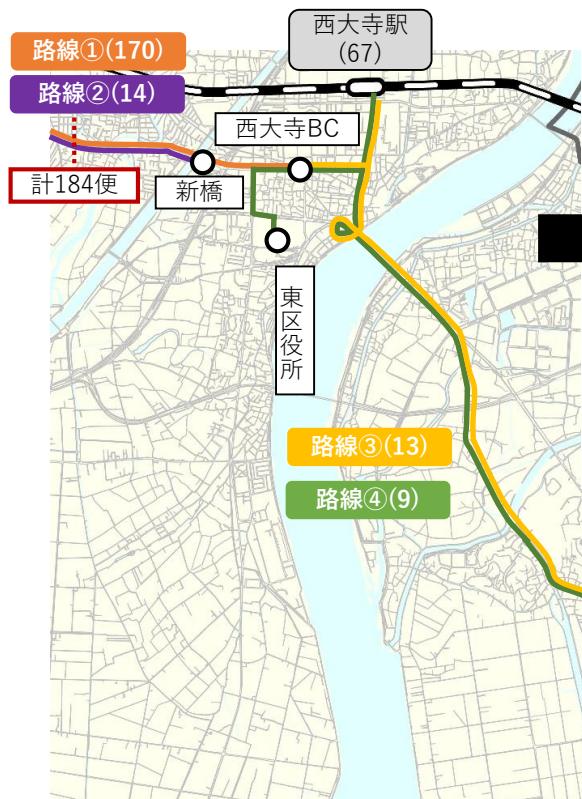 西大寺駅
(67)
路線①(170)
路線②(14)
西大寺BC
計184便
新橋
東区役所
路線③(13)
路線④(9)